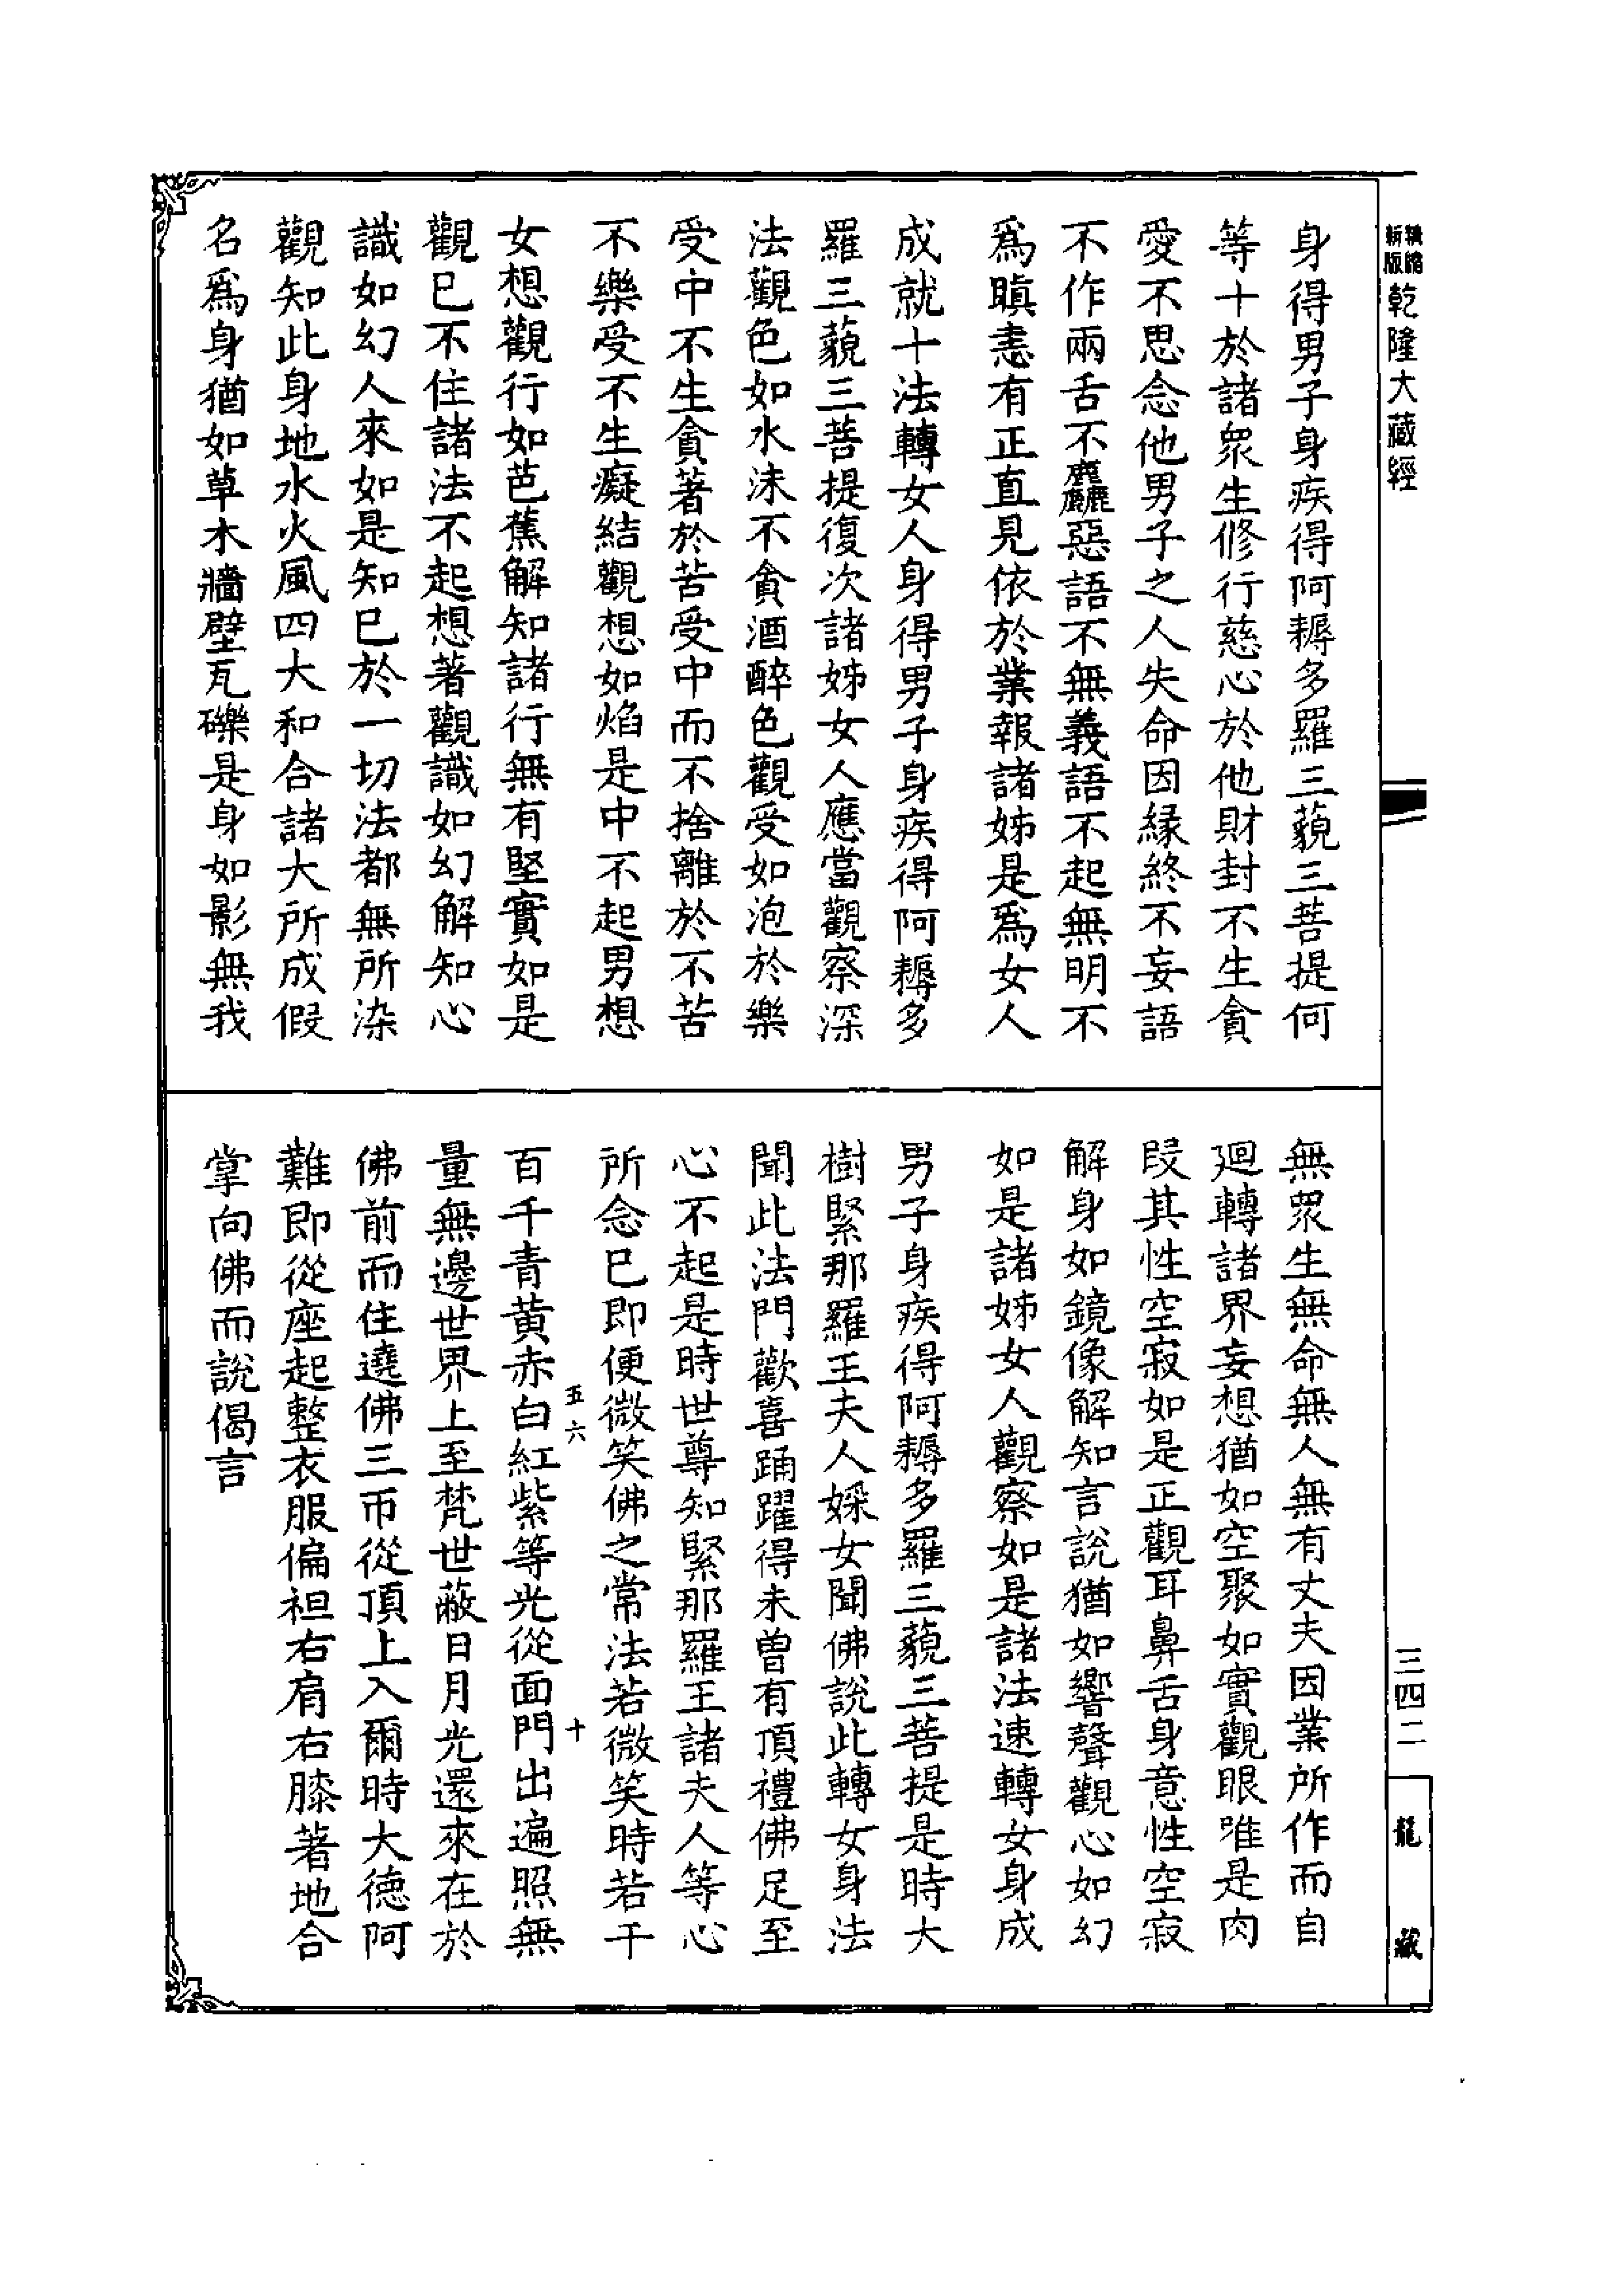 精縮
新版
乾隆大藏經
三四二
龍藏
身得男子身疾得阿耨多羅三藐三菩提何
等十於諸眾生修行慈心於他財封不生貪
愛不思念他男子之人失命因緣終不妄語
不作兩舌不麤惡語不無義語不起無明不
爲瞋恚有正直見依於業報諸姊是爲女人
成就十法轉女人身得男子身疾得阿耨多
羅三藐三菩提復次諸姊女人應當觀察深
法觀色如水沫不貪酒醉色觀受如泡於樂
受中不生貪著於苦受中而不捨離於不苦
不樂受不生癡結觀想如焰是中不起男想
女想觀行如芭蕉解知諸行無有堅實如是
觀已不住諸法不起想著觀識如幻解知心
識如幻人來如是知已於一切法都無所染
觀知此身地水火風四大和合諸大所成假
名爲身猶如草木牆壁瓦礫是身如影無我
無眾生無命無人無有丈夫因業所作而自
廻轉諸界妄想猶如空聚如實觀眼唯是肉
段其性空寂如是正觀耳鼻舌身意性空寂
解身如鏡像解知言說猶如響聲觀心如幻
如是諸姊女人觀察如是諸法速轉女身成
男子身疾得阿耨多羅三藐三菩提是時大
樹緊那羅王夫人婇女聞佛說此轉女身法
聞此法門歡喜踊躍得未曾有頂禮佛足至
心不起是時世尊知緊那羅王諸夫人等心
所念已即便微笑佛之常法若微笑時若干
五六
十
百千青黃赤白紅紫等光從面門出遍照無
量無邊世界上至梵世蔽日月光還來在於
佛前而住遶佛三帀從頂上入爾時大德阿
難即從座起整衣服偏袒右肩右膝著地合
掌向佛而說偈言